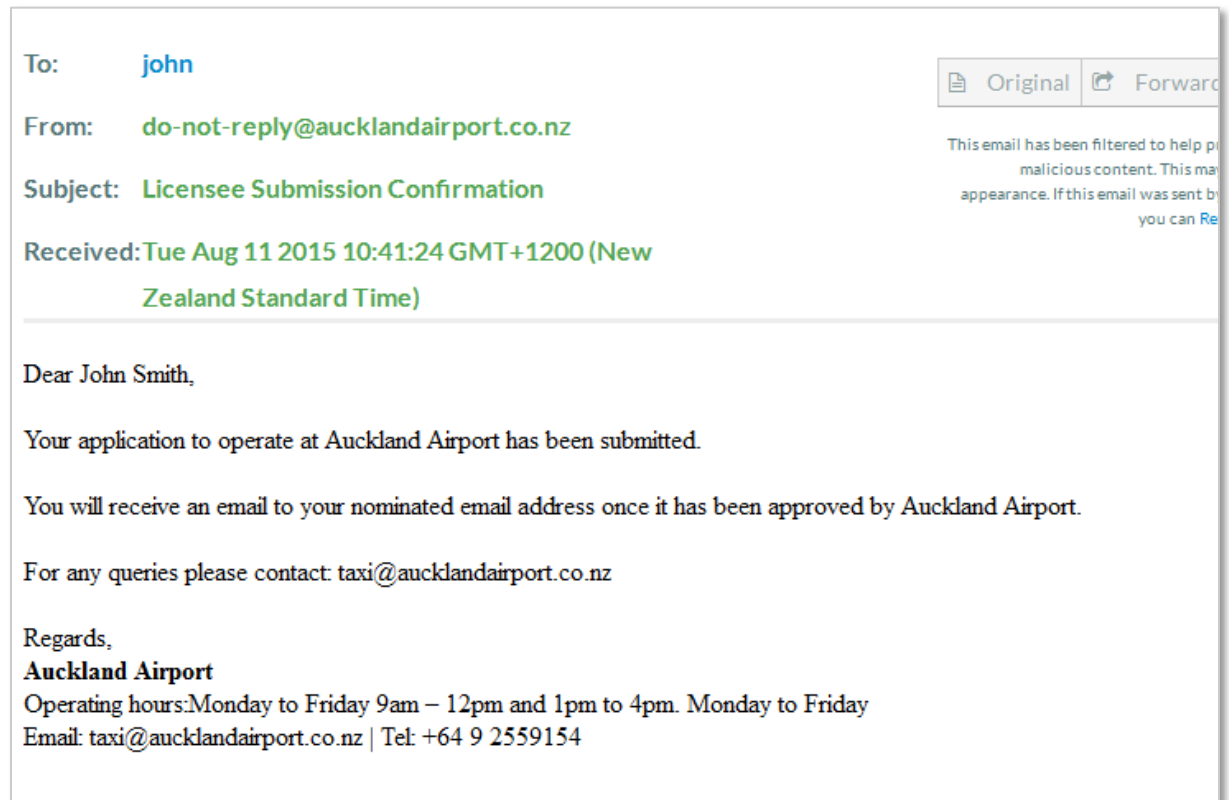 To: john
From: do-not-reply@aucklandairport.co.nz
Subject: Licensee Submission Confirmation
Received:Tue Aug 11 2015 10:41:24 GMT+1200 (New
Zealand Standard Time)
Original Forward
This email has been filtered to help
malicious content. This may
appearance. If this email was sent by
you can
Dear John Smith,
Your application to operate at Auckland Airport has been submitted.
You will receive an email to your nominated email address once it has been approved by Auckland Airport.
For any queries please contact: taxi@aucklandairport.co.nz
Regards,
Auckland Airport
Operating hours:Monday to Friday 9am – 12pm and 1pm to 4pm. Monday to Friday
Email: taxi@aucklandairport.co.nz | Tel: +64 9 2559154